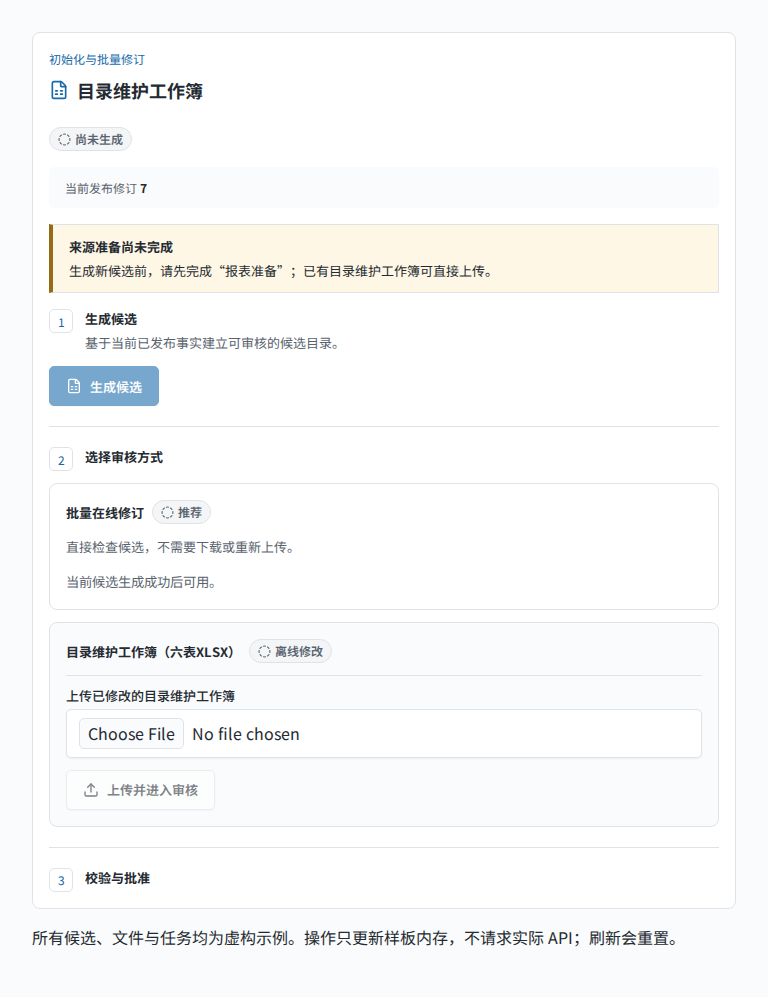 初始化与批量修订
目录维护工作簿
尚未生成
当前发布修订 7
来源准备尚未完成
生成新候选前，请先完成“报表准备”；已有目录维护工作簿可直接上传。
1 生成候选
基于当前已发布事实建立可审核的候选目录。
生成候选
2 选择审核方式
批量在线修订 推荐
直接检查候选，不需要下载或重新上传。
当前候选生成成功后可用。
目录维护工作簿（六表XLSX） 离线修改
上传已修改的目录维护工作簿
Choose File No file chosen
上传并进入审核
3 校验与批准
所有候选、文件与任务均为虚构示例。操作只更新样板内存，不请求实际 API；刷新会重置。